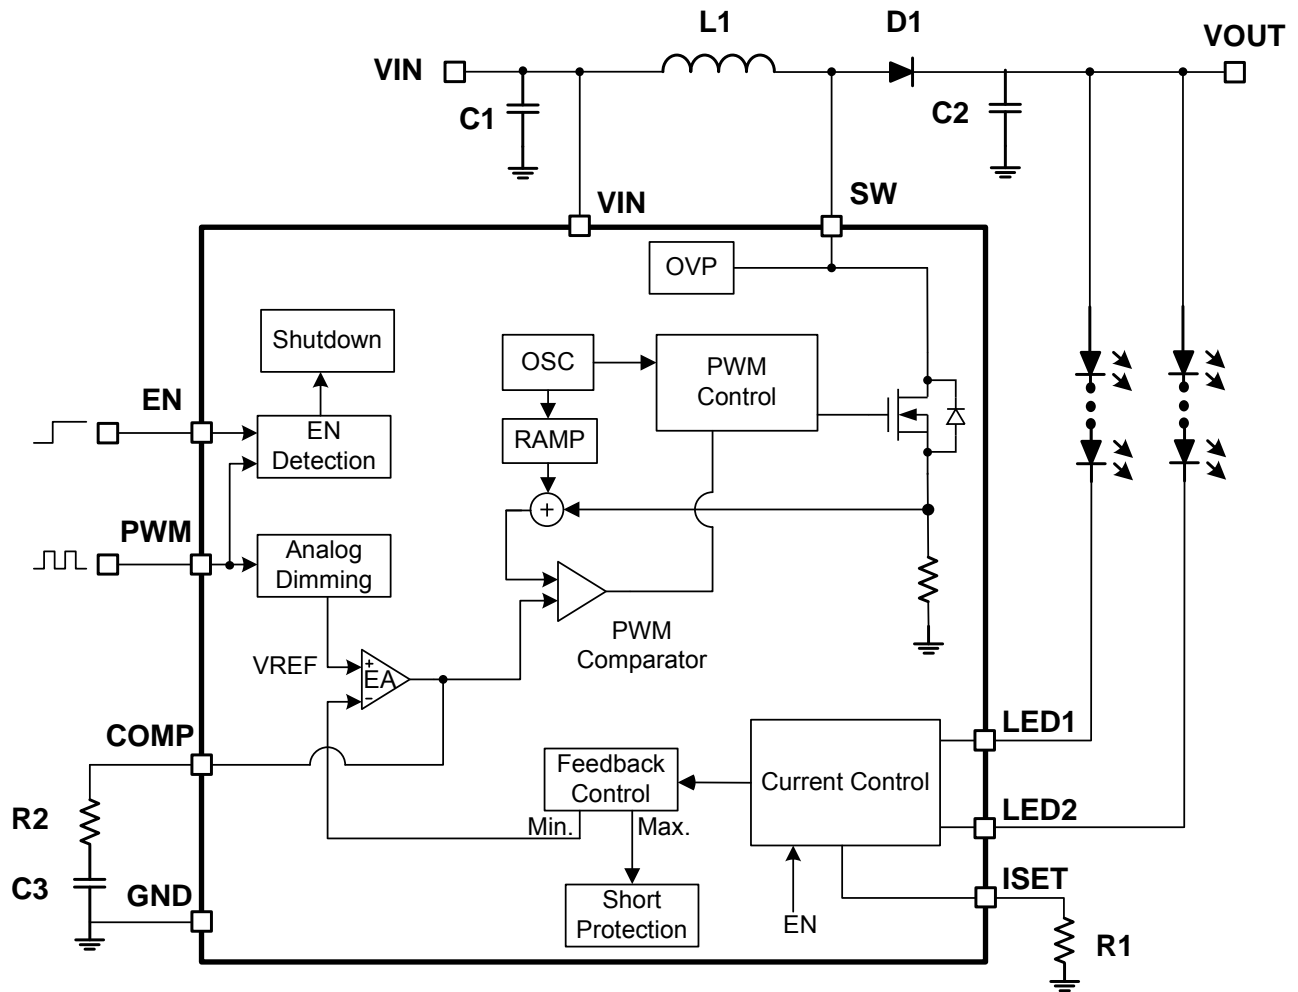 L1
D1
VOUT
VIN
C1
C2
VIN
SW
OVP
Shutdown
OSC
PWM
Control
EN
EN
Detection
RAMP
+
PWM
Analog
Dimming
PWM
Comparator
VREF
+
EA
-
COMP
LED1
Feedback
Control
Current Control
R2
Min.
Max.
LED2
C3
GND
ISET
Short
Protection
EN
R1